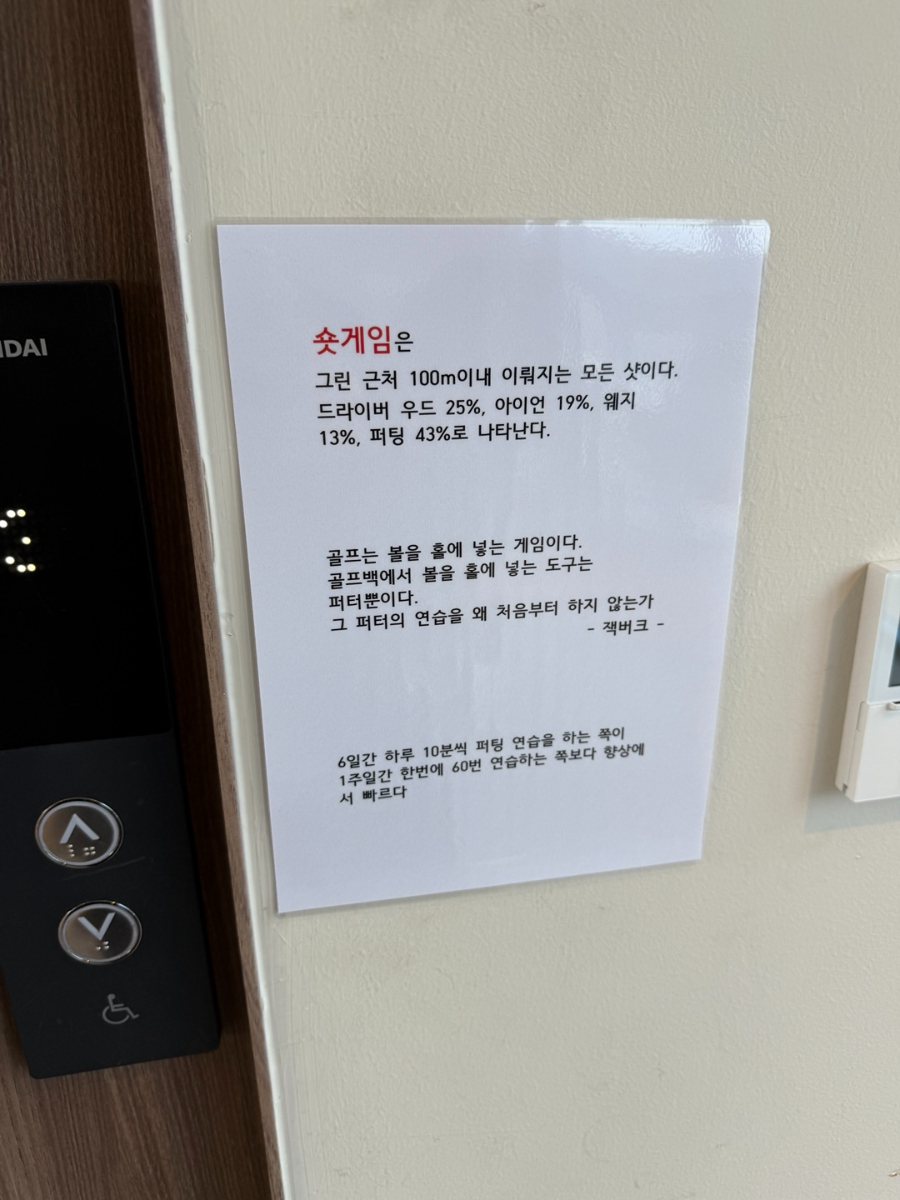 IDAI
숏게임은
그린 근처 100m이내 이뤄지는 모든 샷이다.
드라이버 우드 25%, 아이언 19%, 웨지
13%, 퍼팅 43%로 나타난다.
골프는 볼을 홀에 넣는 게임이다.
골프백에서 볼을 홀에 넣는 도구는
퍼터뿐이다.
그 퍼터의 연습을 왜 처음부터 하지 않는가
- 잭버크 -
6일간 하루 10분씩 퍼팅 연습을 하는 쪽이
1주일간 한번에 60번 연습하는 쪽보다 향상에
서 빠르다